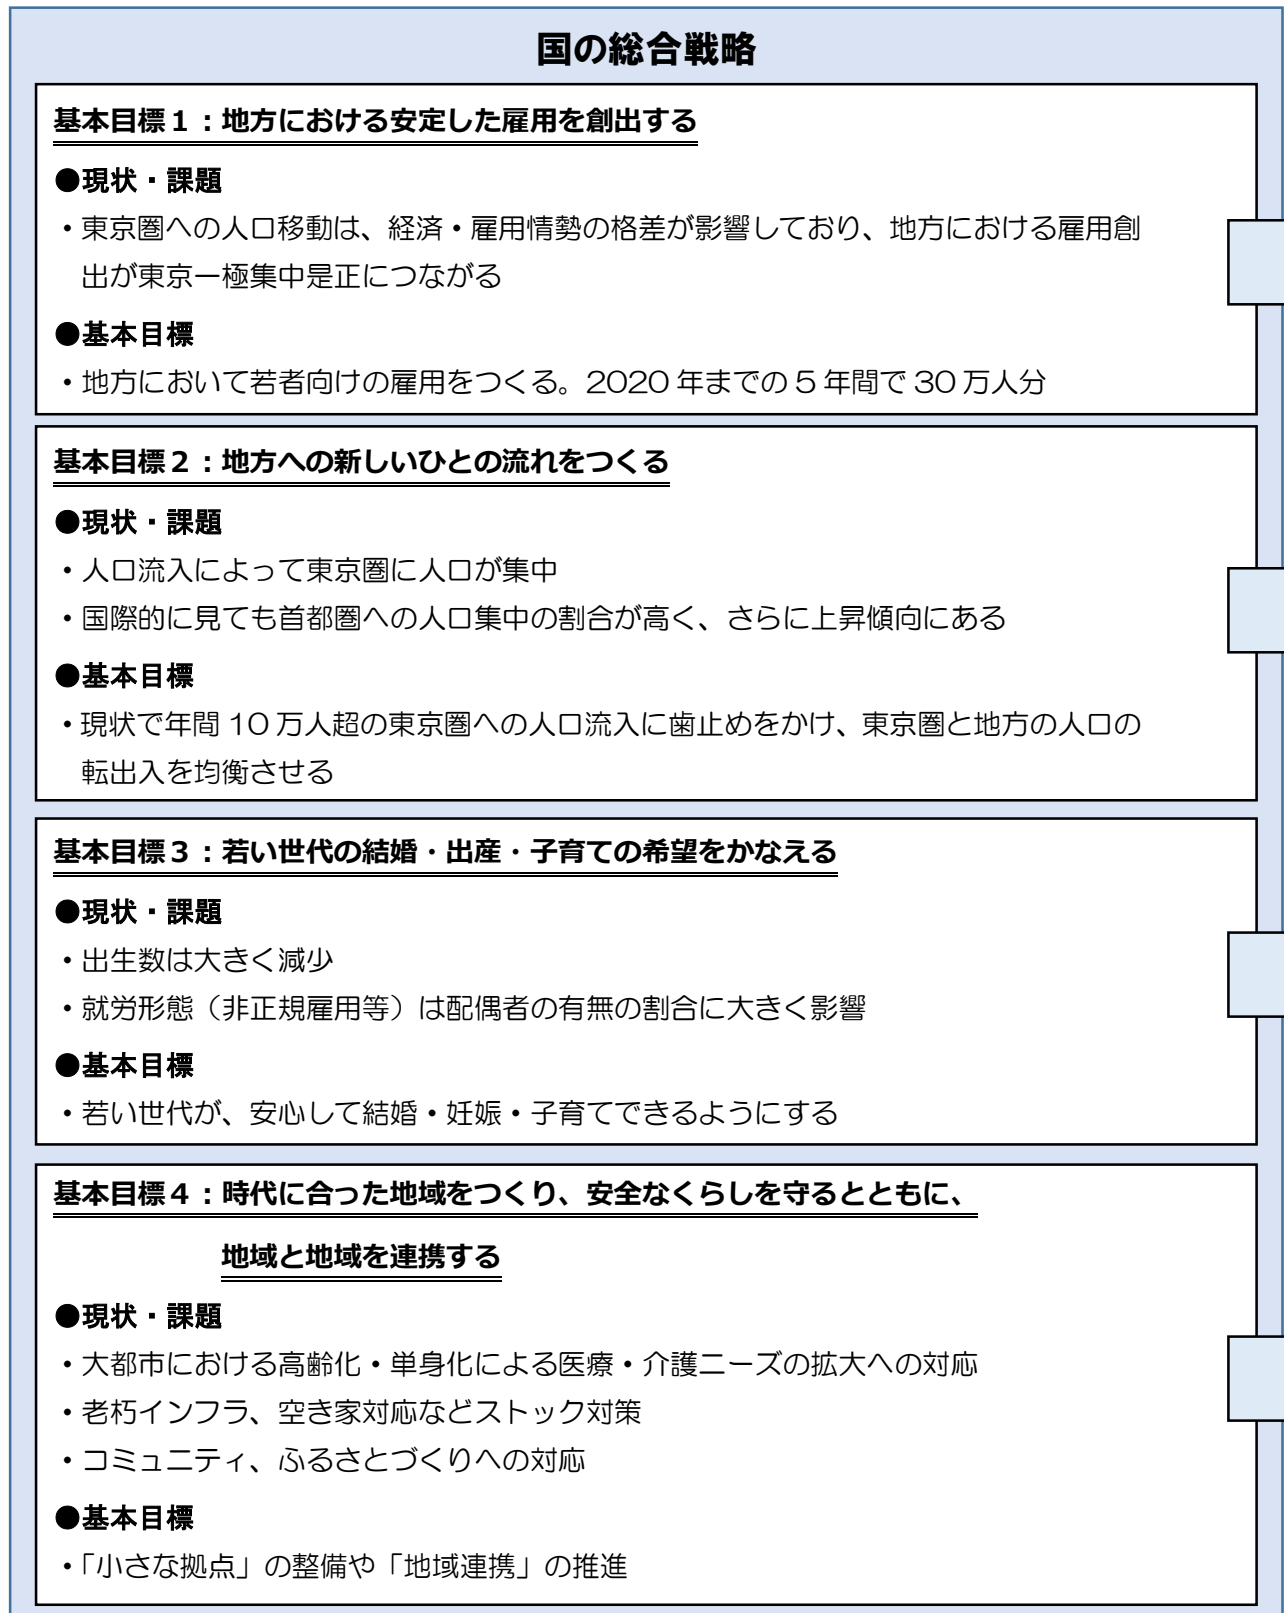 国の総合戦略
基本目標１：地方における安定した雇用を創出する
●現状・課題
・東京圏への人口移動は、経済・雇用情勢の格差が影響しており、地方における雇用創
出が東京一極集中是正につながる
●基本目標
・地方において若者向けの雇用をつくる。2020 年までの 5 年間で 30 万人分
基本目標２：地方への新しいひとの流れをつくる
●現状・課題
・人口流入によって東京圏に人口が集中
・国際的に見ても首都圏への人口集中の割合が高く、さらに上昇傾向にある
●基本目標
・現状で年間 10 万人超の東京圏への人口流入に歯止めをかけ、東京圏と地方の人口の
転出入を均衡させる
基本目標３：若い世代の結婚・出産・子育ての希望をかなえる
●現状・課題
・出生数は大きく減少
・就労形態（非正規雇用等）は配偶者の有無の割合に大きく影響
●基本目標
・若い世代が、安心して結婚・妊娠・子育てできるようにする
基本目標４：時代に合った地域をつくり、安全なくらしを守るとともに、
地域と地域を連携する
●現状・課題
・大都市における高齢化・単身化による医療・介護ニーズの拡大への対応
・老朽インフラ、空き家対応などストック対策
・コミュニティ、ふるさとづくりへの対応
●基本目標
・「小さな拠点」の整備や「地域連携」の推進